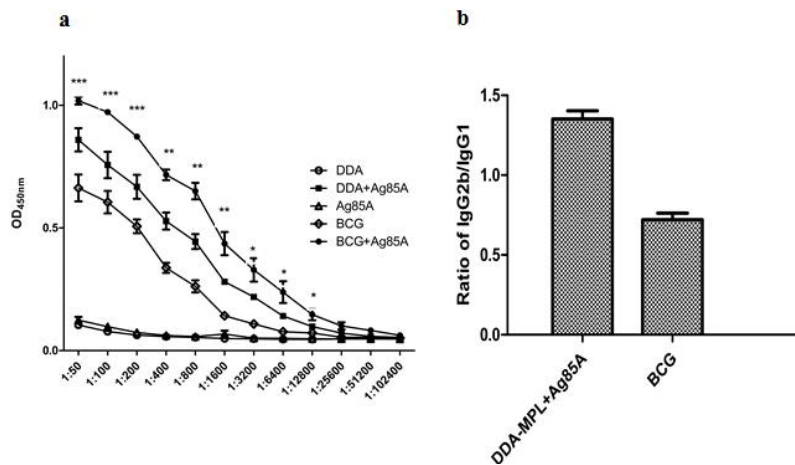 a
***
***
***
**
**
**
*
*
*
OD450nm
1.0
0.5
0.0
DDA
DDA+Ag85A
Ag85A
BCG
BCG+Ag85A
1:50
1:100
1:200
1:400
1:800
1:1600
1:3200
1:6400
1:12800
1:25600
1:51200
1:102400
b
Ratio of IgG2b/IgG1
1.5
1.0
0.5
0.0
DDA-MPL+Ag85A
BCG